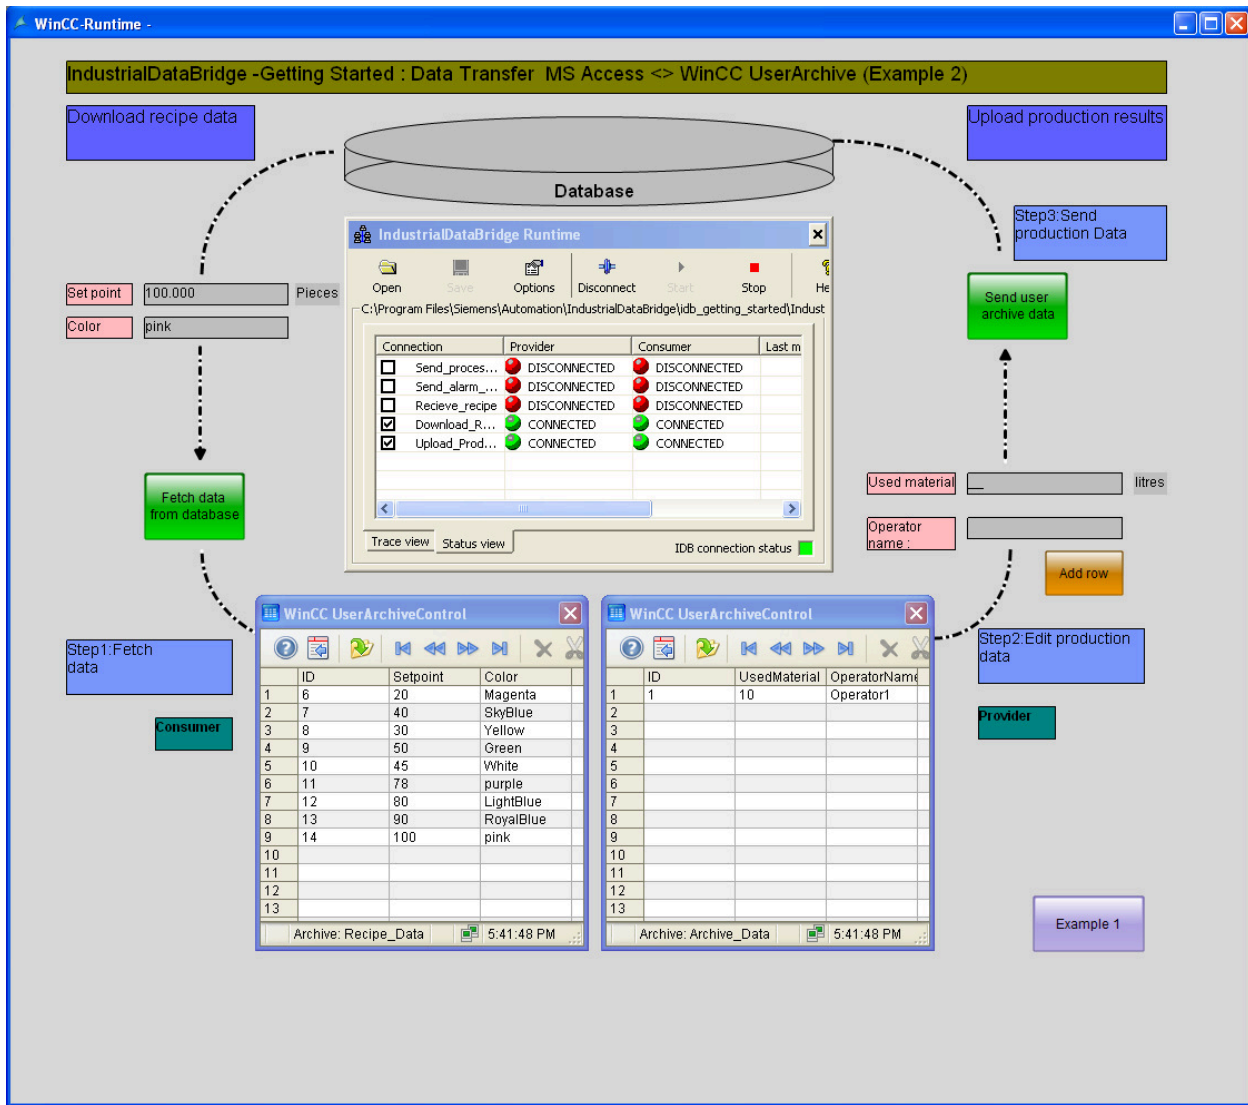 WinCC-Runtime -
IndustrialDataBridge -Getting Started : Data Transfer MS Access <> WinCC UserArchive (Example 2)
Download recipe data
Upload production results
Database
Step3:Send
production Data
IndustrialDataBridge Runtime
Open Save Options Disconnect Start Stop He
C:\Program Files\Siemens\Automation\IndustrialDataBridge\idb_getting_started\Indust
Set point 100.000 Pieces
Color pink
Send user
archive data
Connection Provider Consumer Last m
Send_proces... DISCONNECTED DISCONNECTED
Send_alarm_... DISCONNECTED DISCONNECTED
Recieve_recipe DISCONNECTED DISCONNECTED
Download_R... CONNECTED CONNECTED
Upload_Prod... CONNECTED CONNECTED
Trace view Status view IDB connection status
Fetch data
from database
Used material __ litres
Operator
name :
Add row
Step1:Fetch
data
Consumer
WinCC UserArchiveControl
ID Setpoint Color
1 6 20 Magenta
2 7 40 SkyBlue
3 8 30 Yellow
4 9 50 Green
5 10 45 White
6 11 78 purple
7 12 80 LightBlue
8 13 90 RoyalBlue
9 14 100 pink
10
11
12
13
Archive: Recipe_Data 5:41:48 PM
WinCC UserArchiveControl
ID UsedMaterial OperatorName
1 1 10 Operator1
2
3
4
5
6
7
8
9
10
11
12
13
Archive: Archive_Data 5:41:48 PM
Step2:Edit production
data
Provider
Example 1